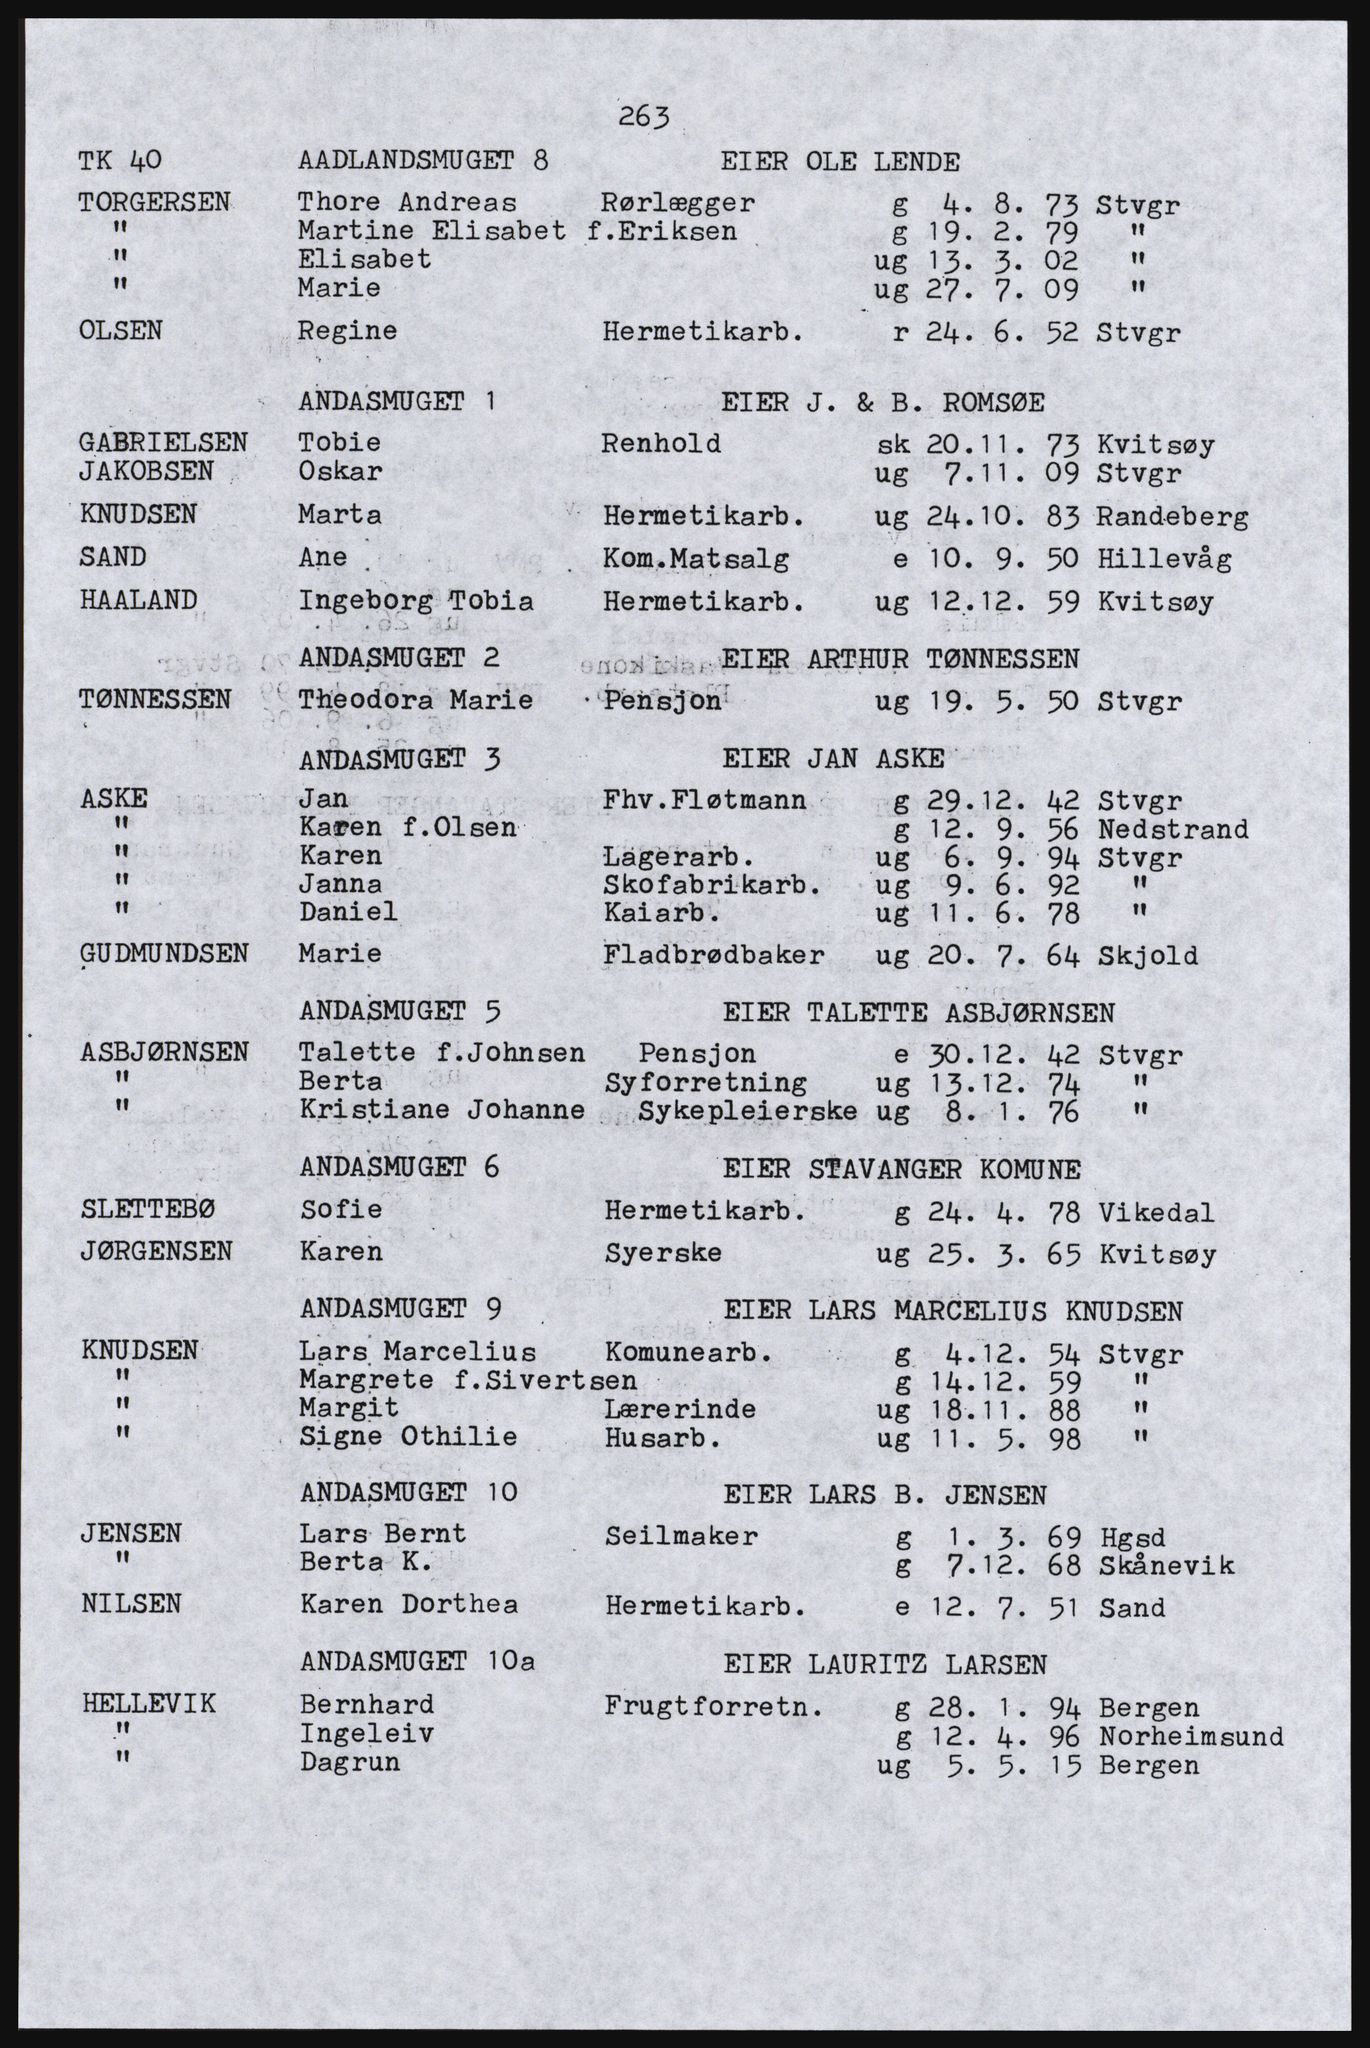 263
TK 40 AADLANDSMUGET 8 EIER OLE LENDE
TORGERSEN Thore Andreas Rørlægger g 4. 8. 73 Stvgr
" Martine Elisabet f.Eriksen g 19. 2. 79 "
" Elisabet ug 13. 3. 02 "
" Marie ug 27. 7. 09 "
OLSEN Regine Hermetikarb. r 24. 6. 52 Stvgr
ANDASMUGET 1 EIER J. & B. ROMSØE
GABRIELSEN Tobie Renhold sk 20.11. 73 Kvitsøy
JAKOBSEN Oskar ug 7.11. 09 Stvgr
KNUDSEN Marta Hermetikarb. ug 24.10. 83 Randeberg
SAND Ane Kom.Matsalg e 10. 9. 50 Hillevåg
HAALAND Ingeborg Tobia Hermetikarb. ug 12.12. 59 Kvitsøy
ANDASMUGET 2 EIER ARTHUR TØNNESSEN
TØNNESSEN Theodora Marie Pensjon ug 19. 5. 50 Stvgr
ANDASMUGET 3 EIER JAN ASKE
ASKE Jan Fhv.Fløtmann g 29.12. 42 Stvgr
" Karen f.Olsen g 12. 9. 56 Nedstrand
" Karen Lagerarb. ug 6. 9. 94 Stvgr
" Janna Skofabrikarb. ug 9. 6. 92 "
" Daniel Kaiarb. ug 11. 6. 78 "
GUDMUNDSEN Marie Fladbrødbaker ug 20. 7. 64 Skjold
ANDASMUGET 5 EIER TALETTE ASBJØRNSEN
ASBJØRNSEN Talette f.Johnsen Pensjon e 30.12. 42 Stvgr
" Berta Syforretning ug 13.12. 74 "
" Kristiane Johanne Sykepleierske ug 8. 1. 76 "
ANDASMUGET 6 EIER STAVANGER KOMUNE
SLETTEBØ Sofie Hermetikarb. g 24. 4. 78 Vikedal
JØRGENSEN Karen Syerske ug 25. 3. 65 Kvitsøy
ANDASMUGET 9 EIER LARS MARCELIUS KNUDSEN
KNUDSEN Lars Marcelius Komunearb. g 4.12. 54 Stvgr
" Margrete f.Sivertsen g 14.12. 59 "
" Margit Lærerinde ug 18.11. 88 "
" Signe Othilie Husarb. ug 11. 5. 98 "
ANDASMUGET 10 EIER LARS B. JENSEN
JENSEN Lars Bernt Seilmaker g 1. 3. 69 Hgsd
" Berta K. g 7.12. 68 Skånevik
NILSEN Karen Dorthea Hermetikarb. e 12. 7. 51 Sand
ANDASMUGET 10a EIER LAURITZ LARSEN
HELLEVIK Bernhard Frugtforretn. g 28. 1. 94 Bergen
" Ingeleiv g 12. 4. 96 Norheimsund
" Dagrun ug 5. 5. 15 Bergen